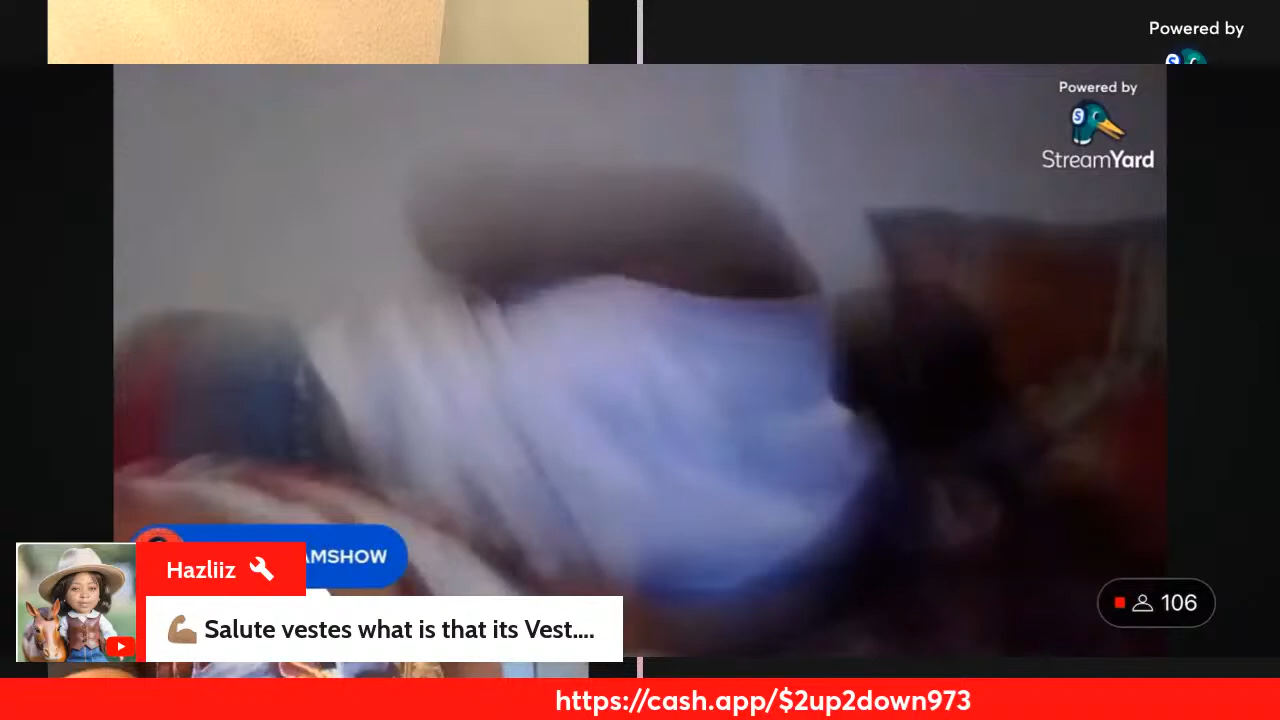 Powered by
Powered by
StreamYard
AMSHOW
Hazliiz
106
💪🏽 Salute vestes what is that its Vest....
https://cash.app/$2up2down973